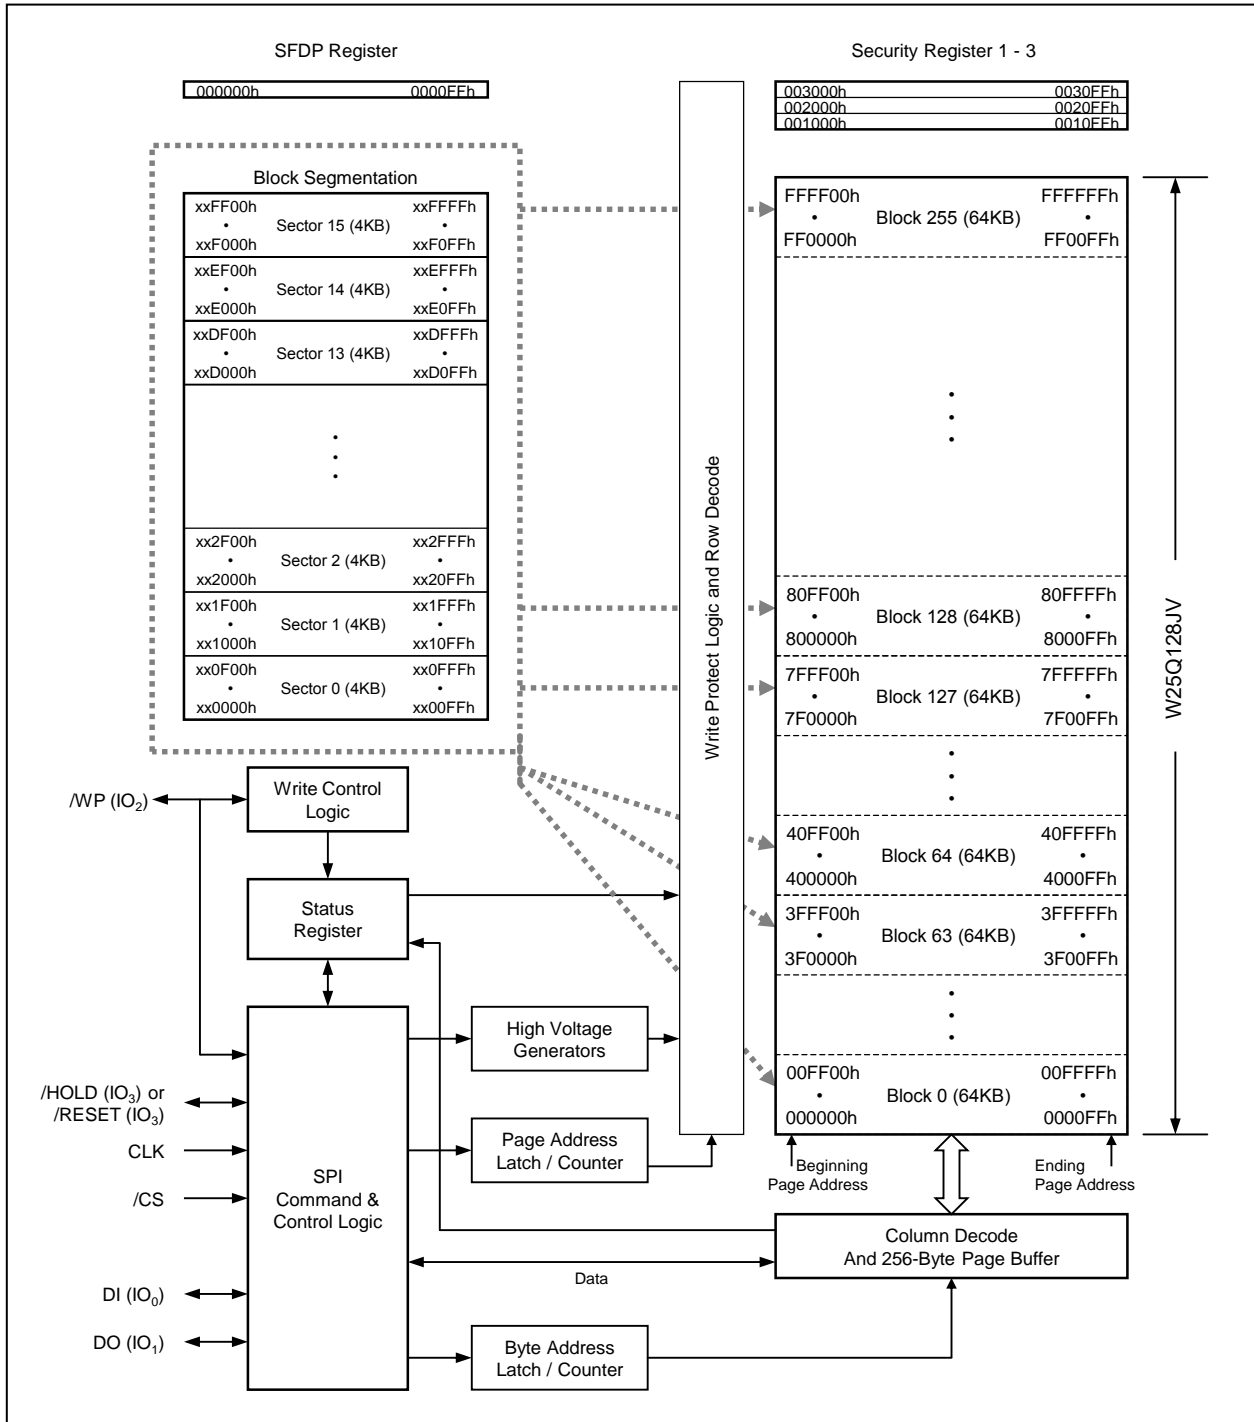 SFDP Register
000000h 0000FFh
Security Register 1 - 3
003000h 0030FFh
002000h 0020FFh
001000h 0010FFh
Block Segmentation
xxFF00h xxFFFFh
• Sector 15 (4KB) •
xxF000h xxF0FFh
xxEF00h xxEFFFh
• Sector 14 (4KB) •
xxE000h xxE0FFh
xxDF00h xxDFFFh
• Sector 13 (4KB) •
xxD000h xxD0FFh
xx2F00h xx2FFFh
• Sector 2 (4KB) •
xx2000h xx20FFh
xx1F00h xx1FFFh
• Sector 1 (4KB) •
xx1000h xx10FFh
xx0F00h xx0FFFh
• Sector 0 (4KB) •
xx0000h xx00FFh
Write Protect Logic and Row Decode
FFFF00h FFFFFFh
• Block 255 (64KB) •
FF0000h FF00FFh
80FF00h 80FFFFh
• Block 128 (64KB) •
800000h 8000FFh
7FFF00h 7FFFFFh
• Block 127 (64KB) •
7F0000h 7F00FFh
40FF00h 40FFFFh
• Block 64 (64KB) •
400000h 4000FFh
3FFF00h 3FFFFFh
• Block 63 (64KB) •
3F0000h 3F00FFh
00FF00h 00FFFFh
• Block 0 (64KB) •
000000h 0000FFh
W25Q128JV
Beginning
Page Address
Ending
Page Address
/WP (IO2)
Write Control
Logic
Status
Register
High Voltage
Generators
/HOLD (IO3) or
/RESET (IO3)
CLK
/CS
DI (IO0)
DO (IO1)
SPI
Command &
Control Logic
Page Address
Latch / Counter
Column Decode
And 256-Byte Page Buffer
Data
Byte Address
Latch / Counter